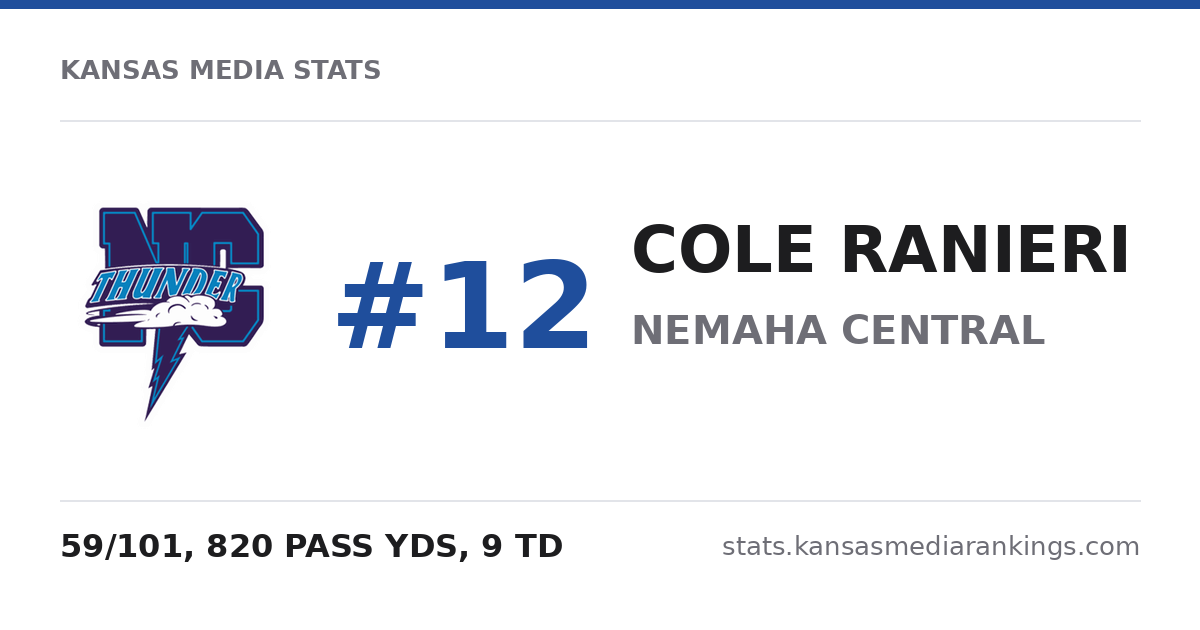 KANSAS MEDIA STATS
NC
THUNDER
#12
COLE RANIERI
NEMAHA CENTRAL
59/101, 820 PASS YDS, 9 TD
stats.kansasmediarankings.com